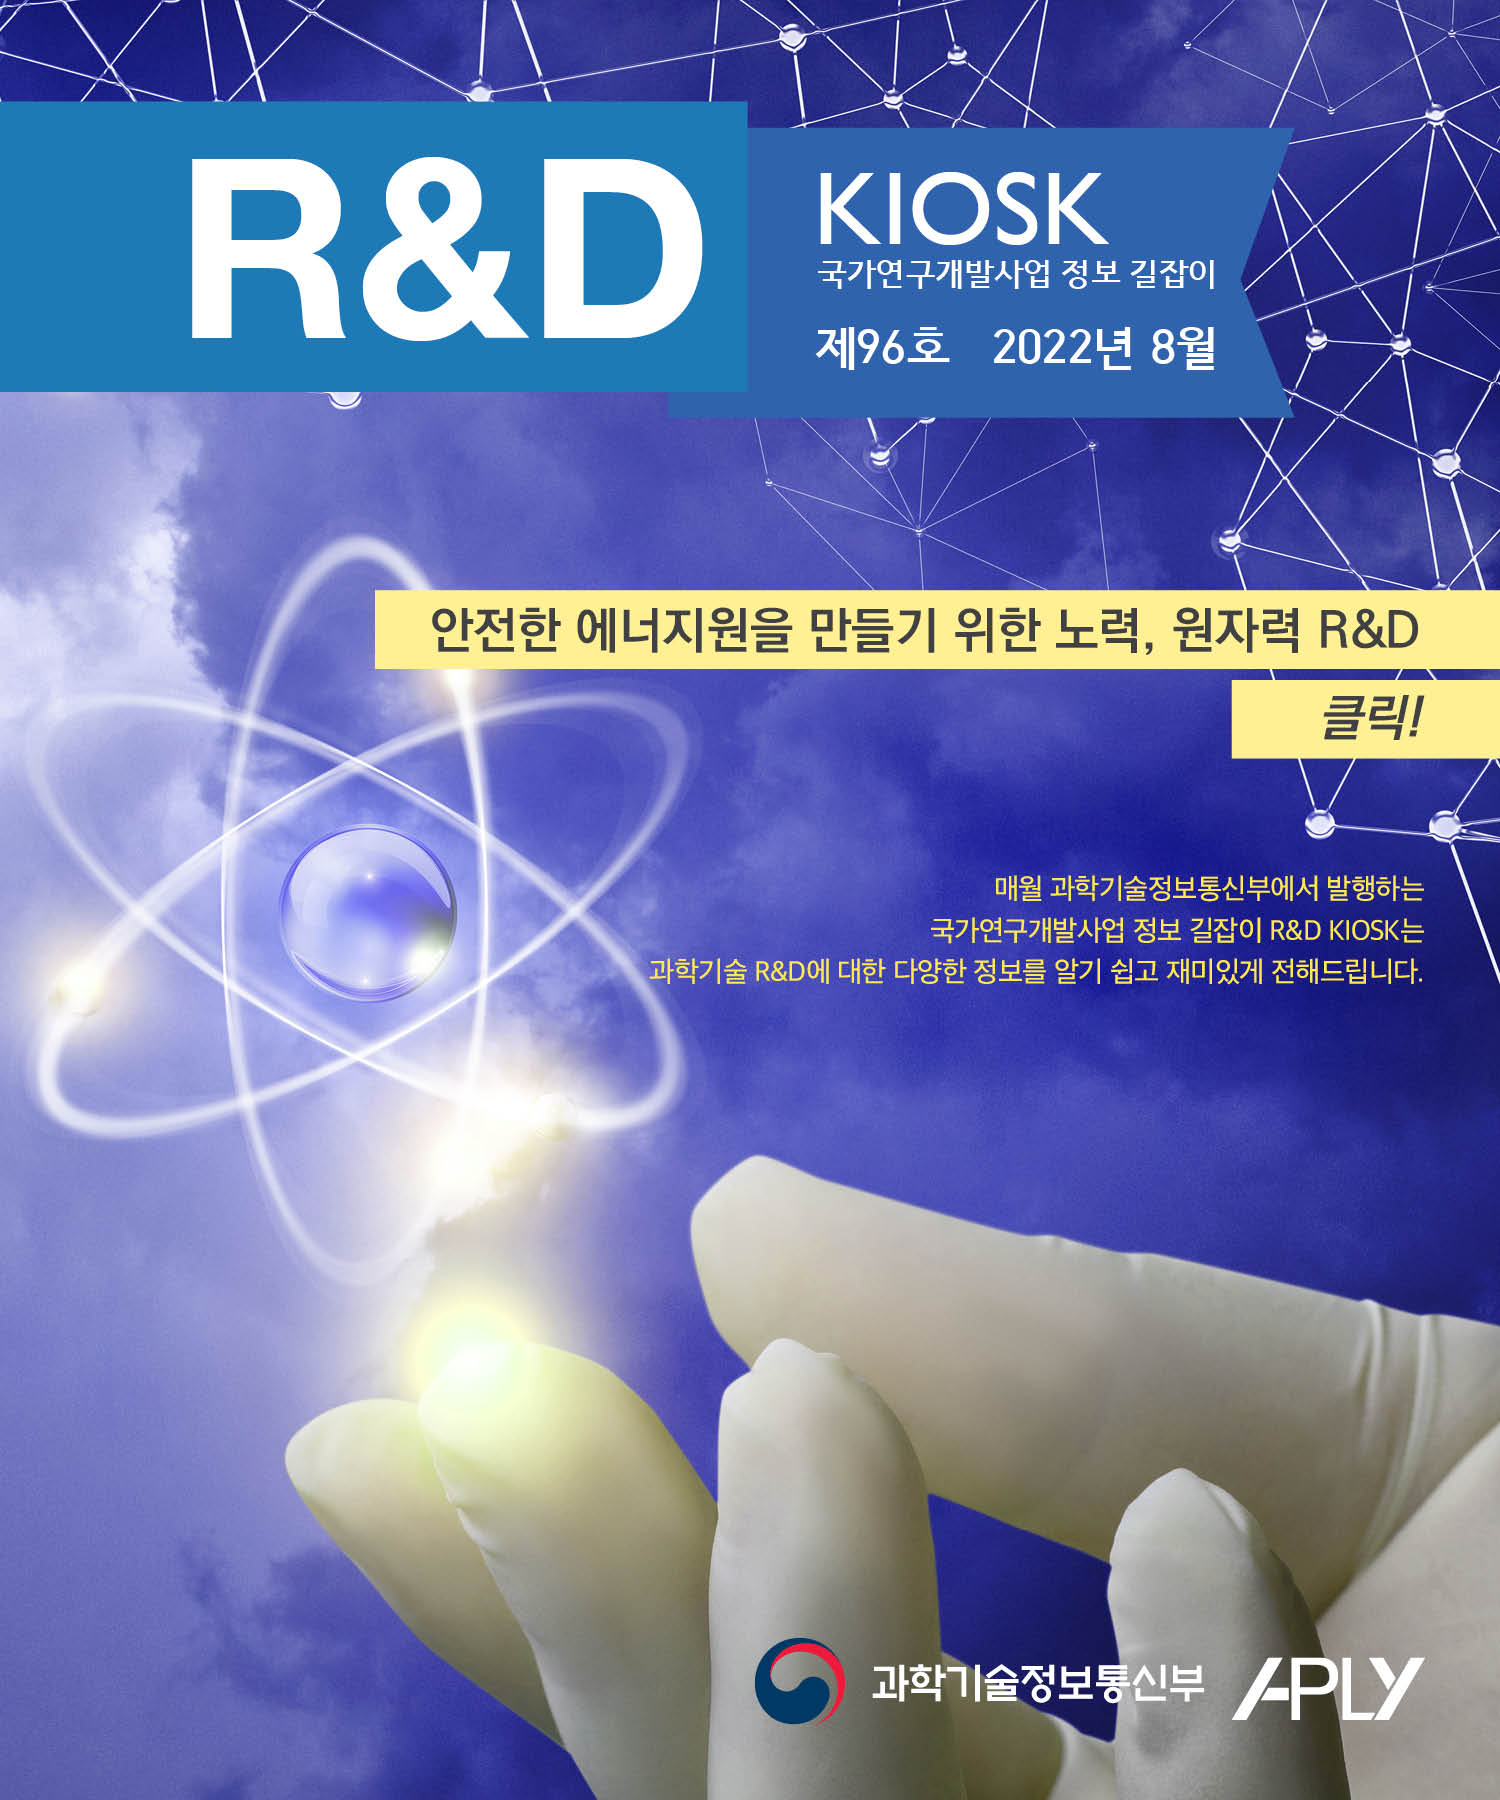 R&D
KIOSK
국가연구개발사업 정보 길잡이
제96호 2022년 8월
안전한 에너지원을 만들기 위한 노력, 원자력 R&D
클릭!
매월 과학기술정보통신부에서 발행하는
국가연구개발사업 정보 길잡이 R&D KIOSK는
과학기술 R&D에 대한 다양한 정보를 알기 쉽고 재미있게 전해드립니다.
과학기술정보통신부 APLY